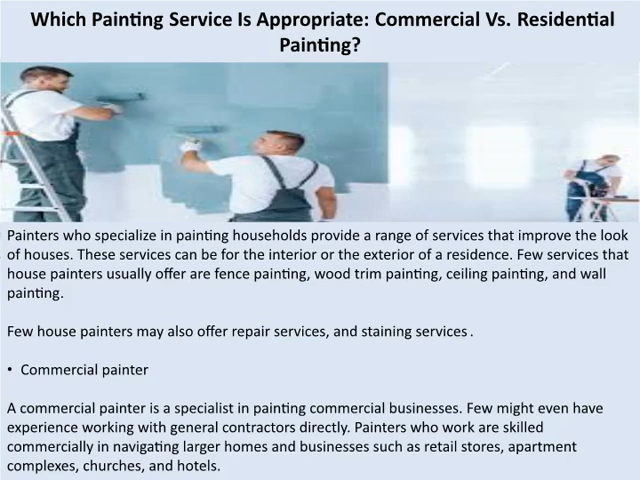 Which Painting Service Is Appropriate: Commercial Vs. Residential
Painting?
Painters who specialize in painting households provide a range of services that improve the look
of houses. These services can be for the interior or the exterior of a residence. Few services that
house painters usually offer are fence painting, wood trim painting, ceiling painting, and wall
painting.
Few house painters may also offer repair services, and staining services .
• Commercial painter
A commercial painter is a specialist in painting commercial businesses. Few might even have
experience working with general contractors directly. Painters who work are skilled
commercially in navigating larger homes and businesses such as retail stores, apartment
complexes, churches, and hotels.